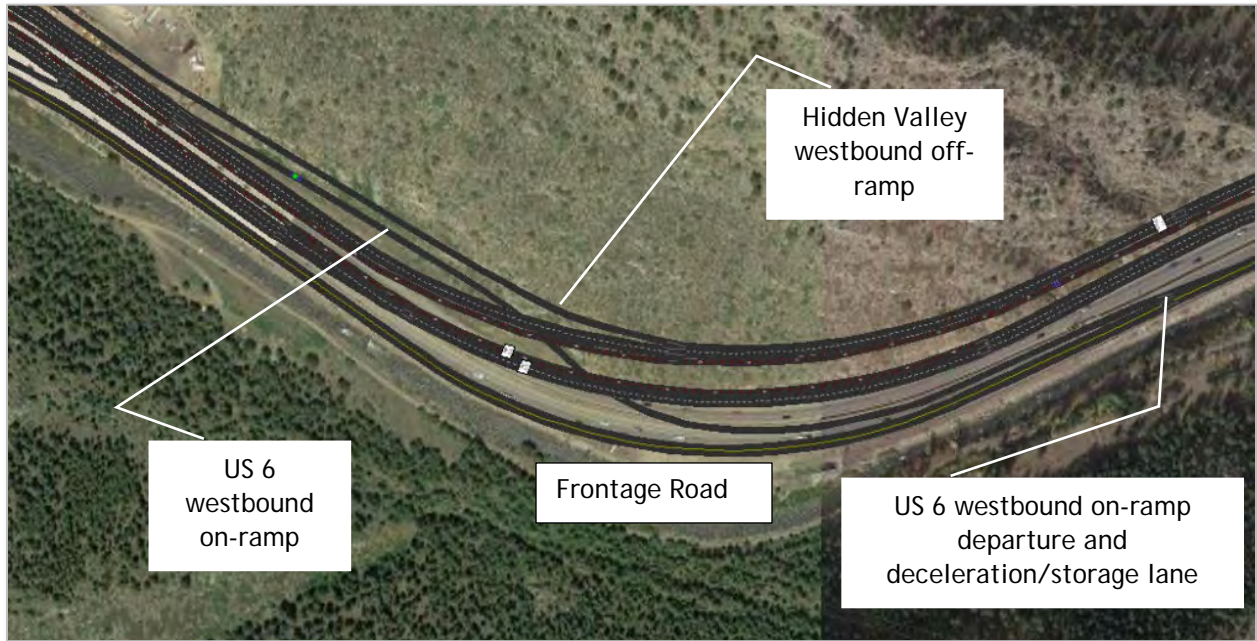 Hidden Valley
westbound off-
ramp
US 6
westbound
on-ramp
Frontage Road
US 6 westbound on-ramp
departure and
deceleration/storage lane